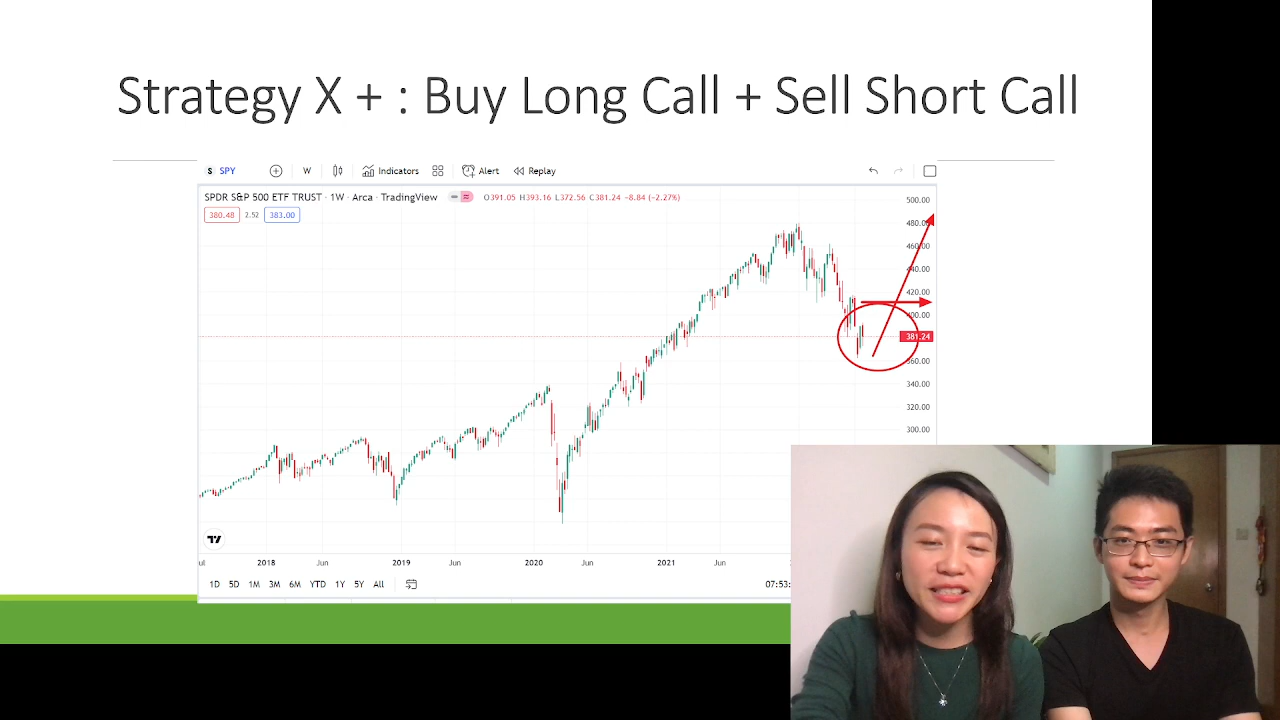 Strategy X + : Buy Long Call + Sell Short Call
S SPY W Indicators Alert Replay
SPDR S&P 500 ETF TRUST · 1W · Arca · TradingView O391.05 H393.16 L372.56 C381.24 −8.84 (−2.27%)
380.48 2.52 383.00
500.00
480.00
460.00
440.00
420.00
400.00
381.24
360.00
340.00
320.00
300.00
2018 Jun 2019 Jun 2020 Jun 2021 Jun
1D 5D 1M 3M 6M YTD 1Y 5Y All 07:53: